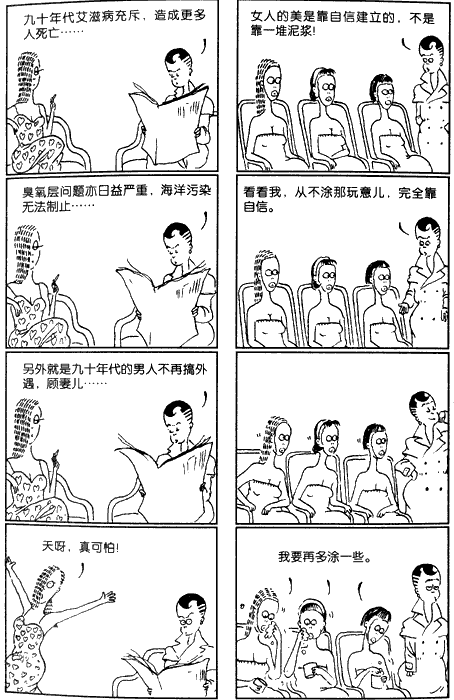 九十年代艾滋病充斥，造成更多
人死亡……
臭氧层问题亦日益严重，海洋污染
无法制止……
另外就是九十年代的男人不再搞外
遇，顾妻儿……
天呀，真可怕！
女人的美是靠自信建立的，不是
靠一堆泥浆！
看看我，从不涂那玩意儿，完全靠
自信。
我要再多涂一些。